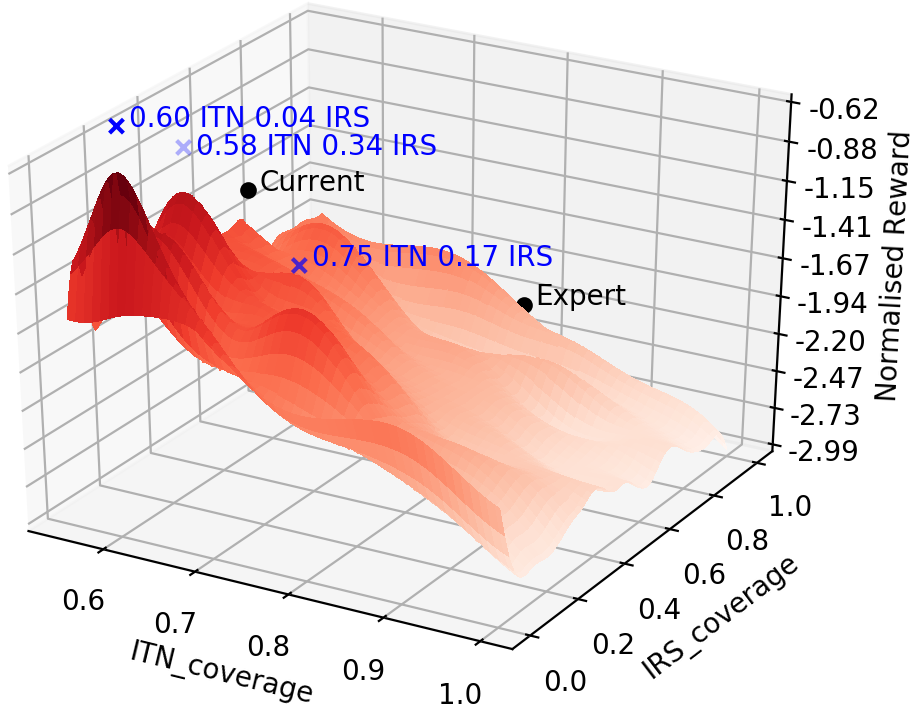 0.60 ITN 0.04 IRS
0.58 ITN 0.34 IRS
Current
0.75 ITN 0.17 IRS
Expert
-0.62
-0.88
-1.15
-1.41
-1.67
-1.94
-2.20
-2.47
-2.73
-2.99
Normalised Reward
0.6
0.7
0.8
0.9
1.0
ITN_coverage
0.0
0.2
0.4
0.6
0.8
1.0
IRS_coverage